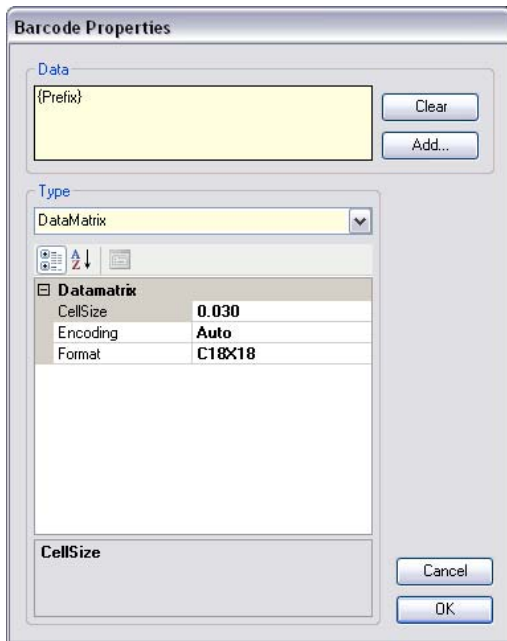 Barcode Properties
Data
{Prefix}
Clear
Add...
Type
DataMatrix
Datamatrix
CellSize 0.030
Encoding Auto
Format C18X18
CellSize
Cancel
OK